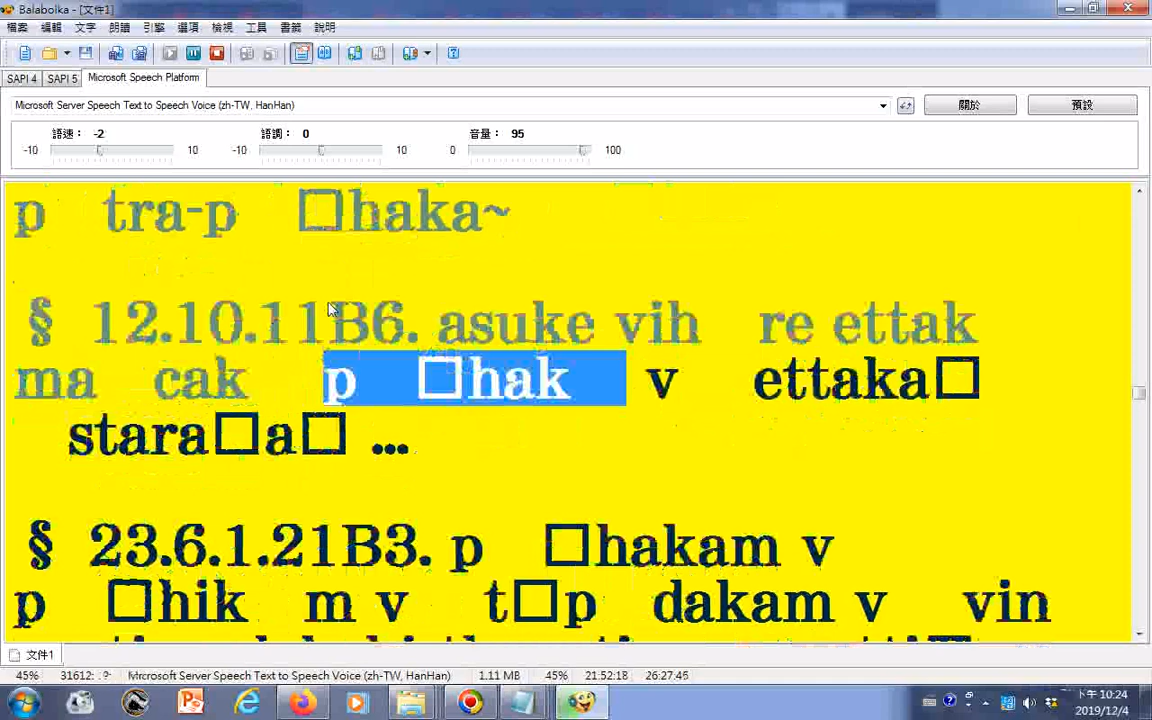 Balabolka - [文件1]
檔案 編輯 文字 朗讀 引擎 選項 檢視 工具 書籤 說明
SAPI 4 SAPI 5 Microsoft Speech Platform
Microsoft Server Speech Text to Speech Voice (zh-TW, HanHan) 關於 預設
語速： -2 語調： 0 音量： 95
-10 10 -10 10 0 100
p tra-p □haka~
§ 12.10.11B6. asuke vih re ettak
ma cak p □hak v ettaka□
stara□a□ ...
§ 23.6.1.21B3. p □hakam v
p □hik m v t□p dakam v vin
文件1
45% 31612: Microsoft Server Speech Text to Speech Voice (zh-TW, HanHan) 1.11 MB 45% 21:52:18 26:27:45
下午 10:24
2019/12/4